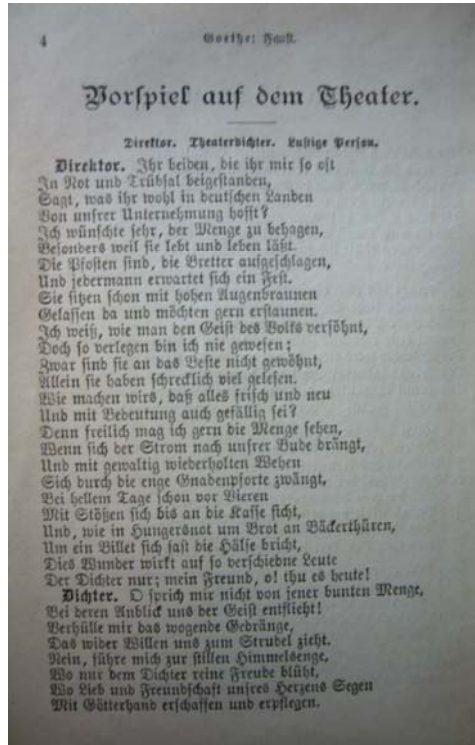 4
Goethe: Faust.
Vorspiel auf dem Theater.
Direktor. Theaterdichter. Lustige Person.
Direktor. Ihr beiden, die ihr mir so oft
In Not und Trübsal beigestanden,
Sagt, was ihr wohl in deutschen Landen
Von unsrer Unternehmung hofft?
Ich wünschte sehr, der Menge zu behagen,
Besonders weil sie lebt und leben läßt.
Die Pfosten sind, die Bretter aufgeschlagen,
Und jedermann erwartet sich ein Fest.
Sie sitzen schon mit hohen Augenbraunen
Gelassen da und möchten gern erstaunen.
Ich weiß, wie man den Geist des Volks versöhnt,
Doch so verlegen bin ich nie gewesen;
Zwar sind sie an das Beste nicht gewöhnt,
Allein sie haben schrecklich viel gelesen.
Wie machen wirs, daß alles frisch und neu
Und mit Bedeutung auch gefällig sei?
Denn freilich mag ich gern die Menge sehen,
Wenn sich der Strom nach unsrer Bude drängt,
Und mit gewaltig wiederholten Wehen
Sich durch die enge Gnadenpforte zwängt,
Bei hellem Tage schon vor Vieren
Mit Stößen sich bis an die Kasse ficht,
Und, wie in Hungersnot um Brot an Bäckerthüren,
Um ein Billet sich fast die Hälse bricht,
Dies Wunder wirkt auf so verschiedne Leute
Der Dichter nur; mein Freund, o! thu es heute!
Dichter. O sprich mir nicht von jener bunten Menge,
Bei deren Anblick uns der Geist entflieht!
Verhülle mir das wogende Gedränge,
Das wider Willen uns zum Strudel zieht.
Nein, führe mich zur stillen Himmelsenge,
Wo nur dem Dichter reine Freude blüht,
Wo Lieb und Freundschaft unsres Herzens Segen
Mit Götterhand erschaffen und erpflegen.